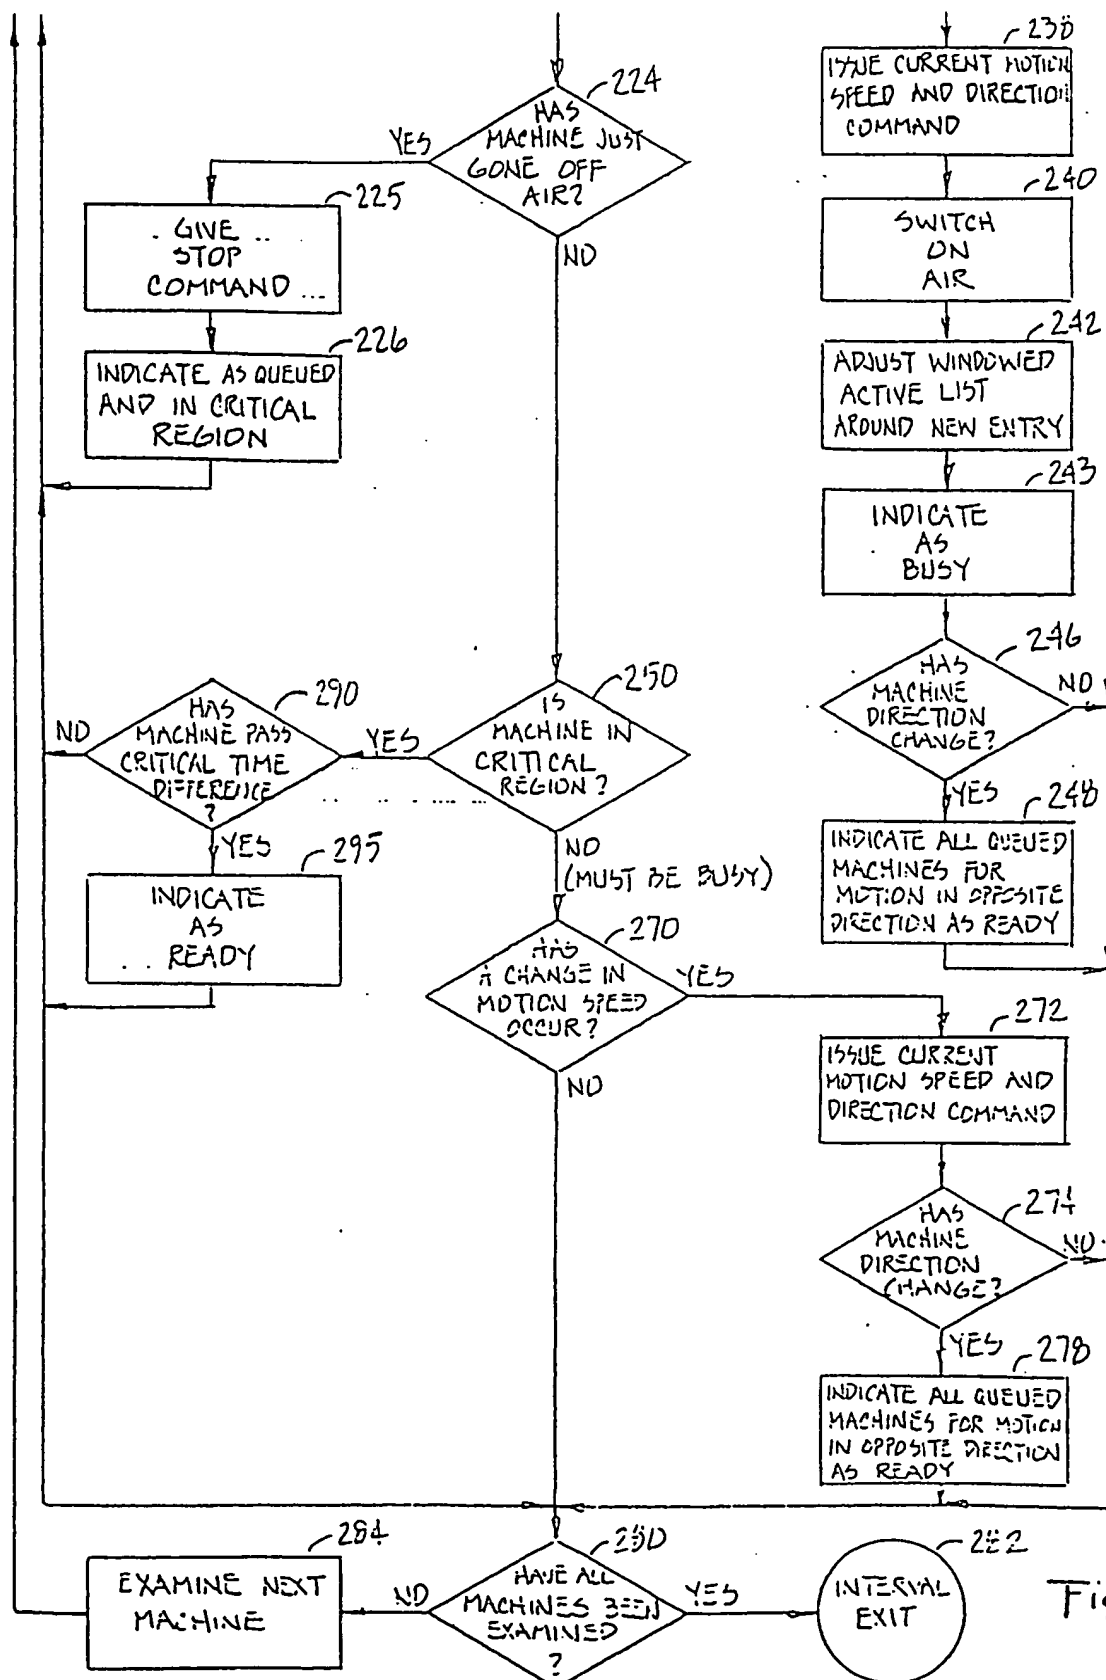 224
HAS
MACHINE JUST
GONE OFF
AIR?
YES
NO
225
GIVE
STOP
COMMAND
226
INDICATE AS QUEUED
AND IN CRITICAL
REGION
250
IS
MACHINE IN
CRITICAL
REGION?
YES
NO
(MUST BE BUSY)
290
HAS
MACHINE PASS
CRITICAL TIME
DIFFERENCE
?
NO
YES
295
INDICATE
AS
READY
270
HAS
A CHANGE IN
MOTION SPEED
OCCUR?
YES
NO
238
ISSUE CURRENT MOTION
SPEED AND DIRECTION
COMMAND
240
SWITCH
ON
AIR
242
ADJUST WINDOWED
ACTIVE LIST
AROUND NEW ENTRY
243
INDICATE
AS
BUSY
246
HAS
MACHINE
DIRECTION
CHANGE?
NO
YES
248
INDICATE ALL QUEUED
MACHINES FOR
MOTION IN OPPOSITE
DIRECTION AS READY
272
ISSUE CURRENT
MOTION SPEED AND
DIRECTION COMMAND
274
HAS
MACHINE
DIRECTION
CHANGE?
NO
YES
278
INDICATE ALL QUEUED
MACHINES FOR MOTION
IN OPPOSITE DIRECTION
AS READY
284
EXAMINE NEXT
MACHINE
NO
280
HAVE ALL
MACHINES BEEN
EXAMINED
?
YES
282
INTERVAL
EXIT